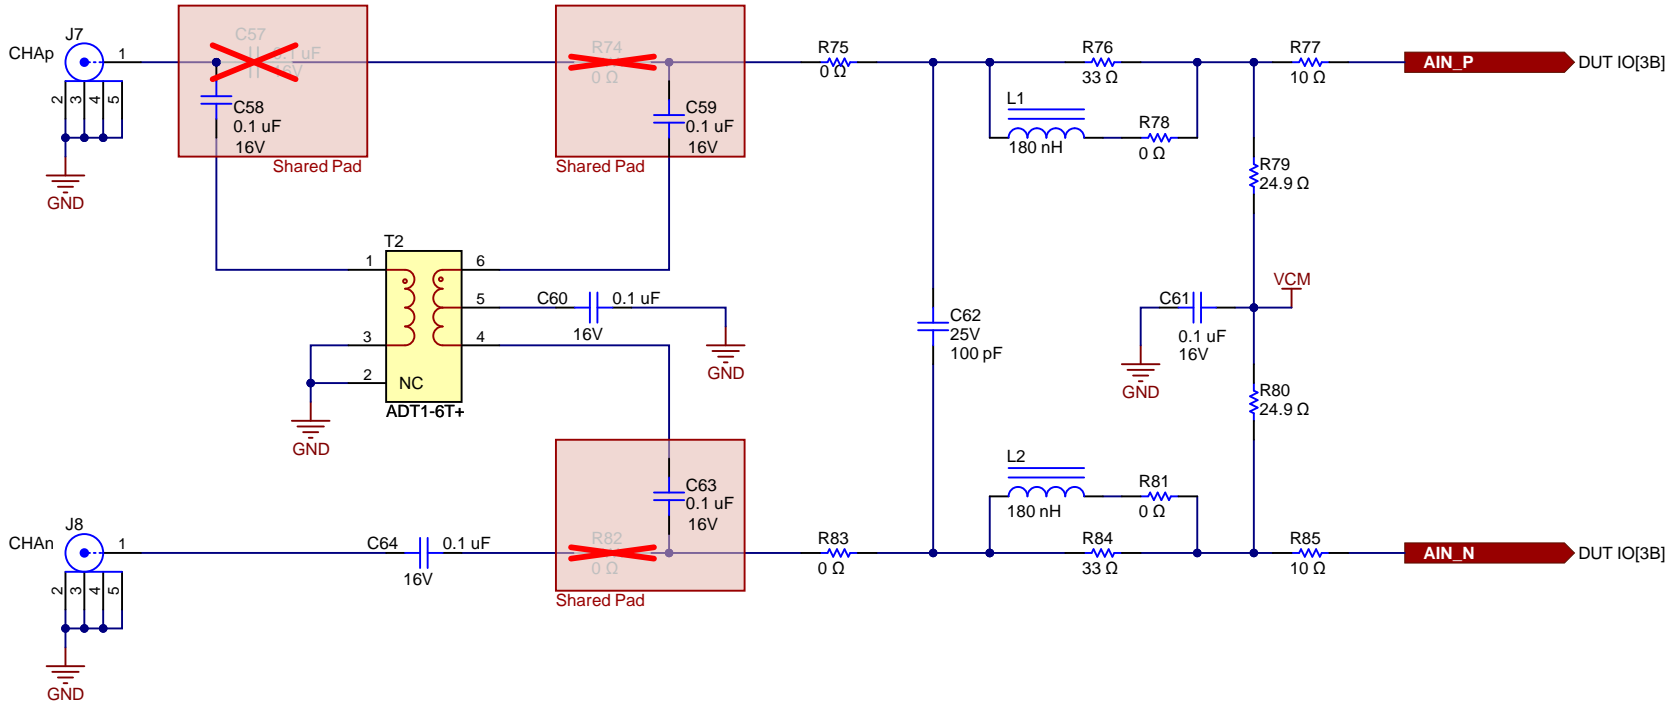 J7
CHAp
1
2
3
4
5
GND
C57
0.1 uF
16V
C58
0.1 uF
16V
Shared Pad
R74
0 Ω
C59
0.1 uF
16V
Shared Pad
R75
0 Ω
R76
33 Ω
L1
180 nH
R78
0 Ω
R77
10 Ω
AIN_P
DUT IO[3B]
R79
24.9 Ω
T2
1
6
5
3
4
2
NC
ADT1-6T+
GND
C60
0.1 uF
16V
GND
C62
25V
100 pF
C61
0.1 uF
16V
GND
VCM
R80
24.9 Ω
C63
0.1 uF
16V
R82
0 Ω
Shared Pad
L2
180 nH
R81
0 Ω
J8
CHAn
1
2
3
4
5
GND
C64
0.1 uF
16V
R83
0 Ω
R84
33 Ω
R85
10 Ω
AIN_N
DUT IO[3B]